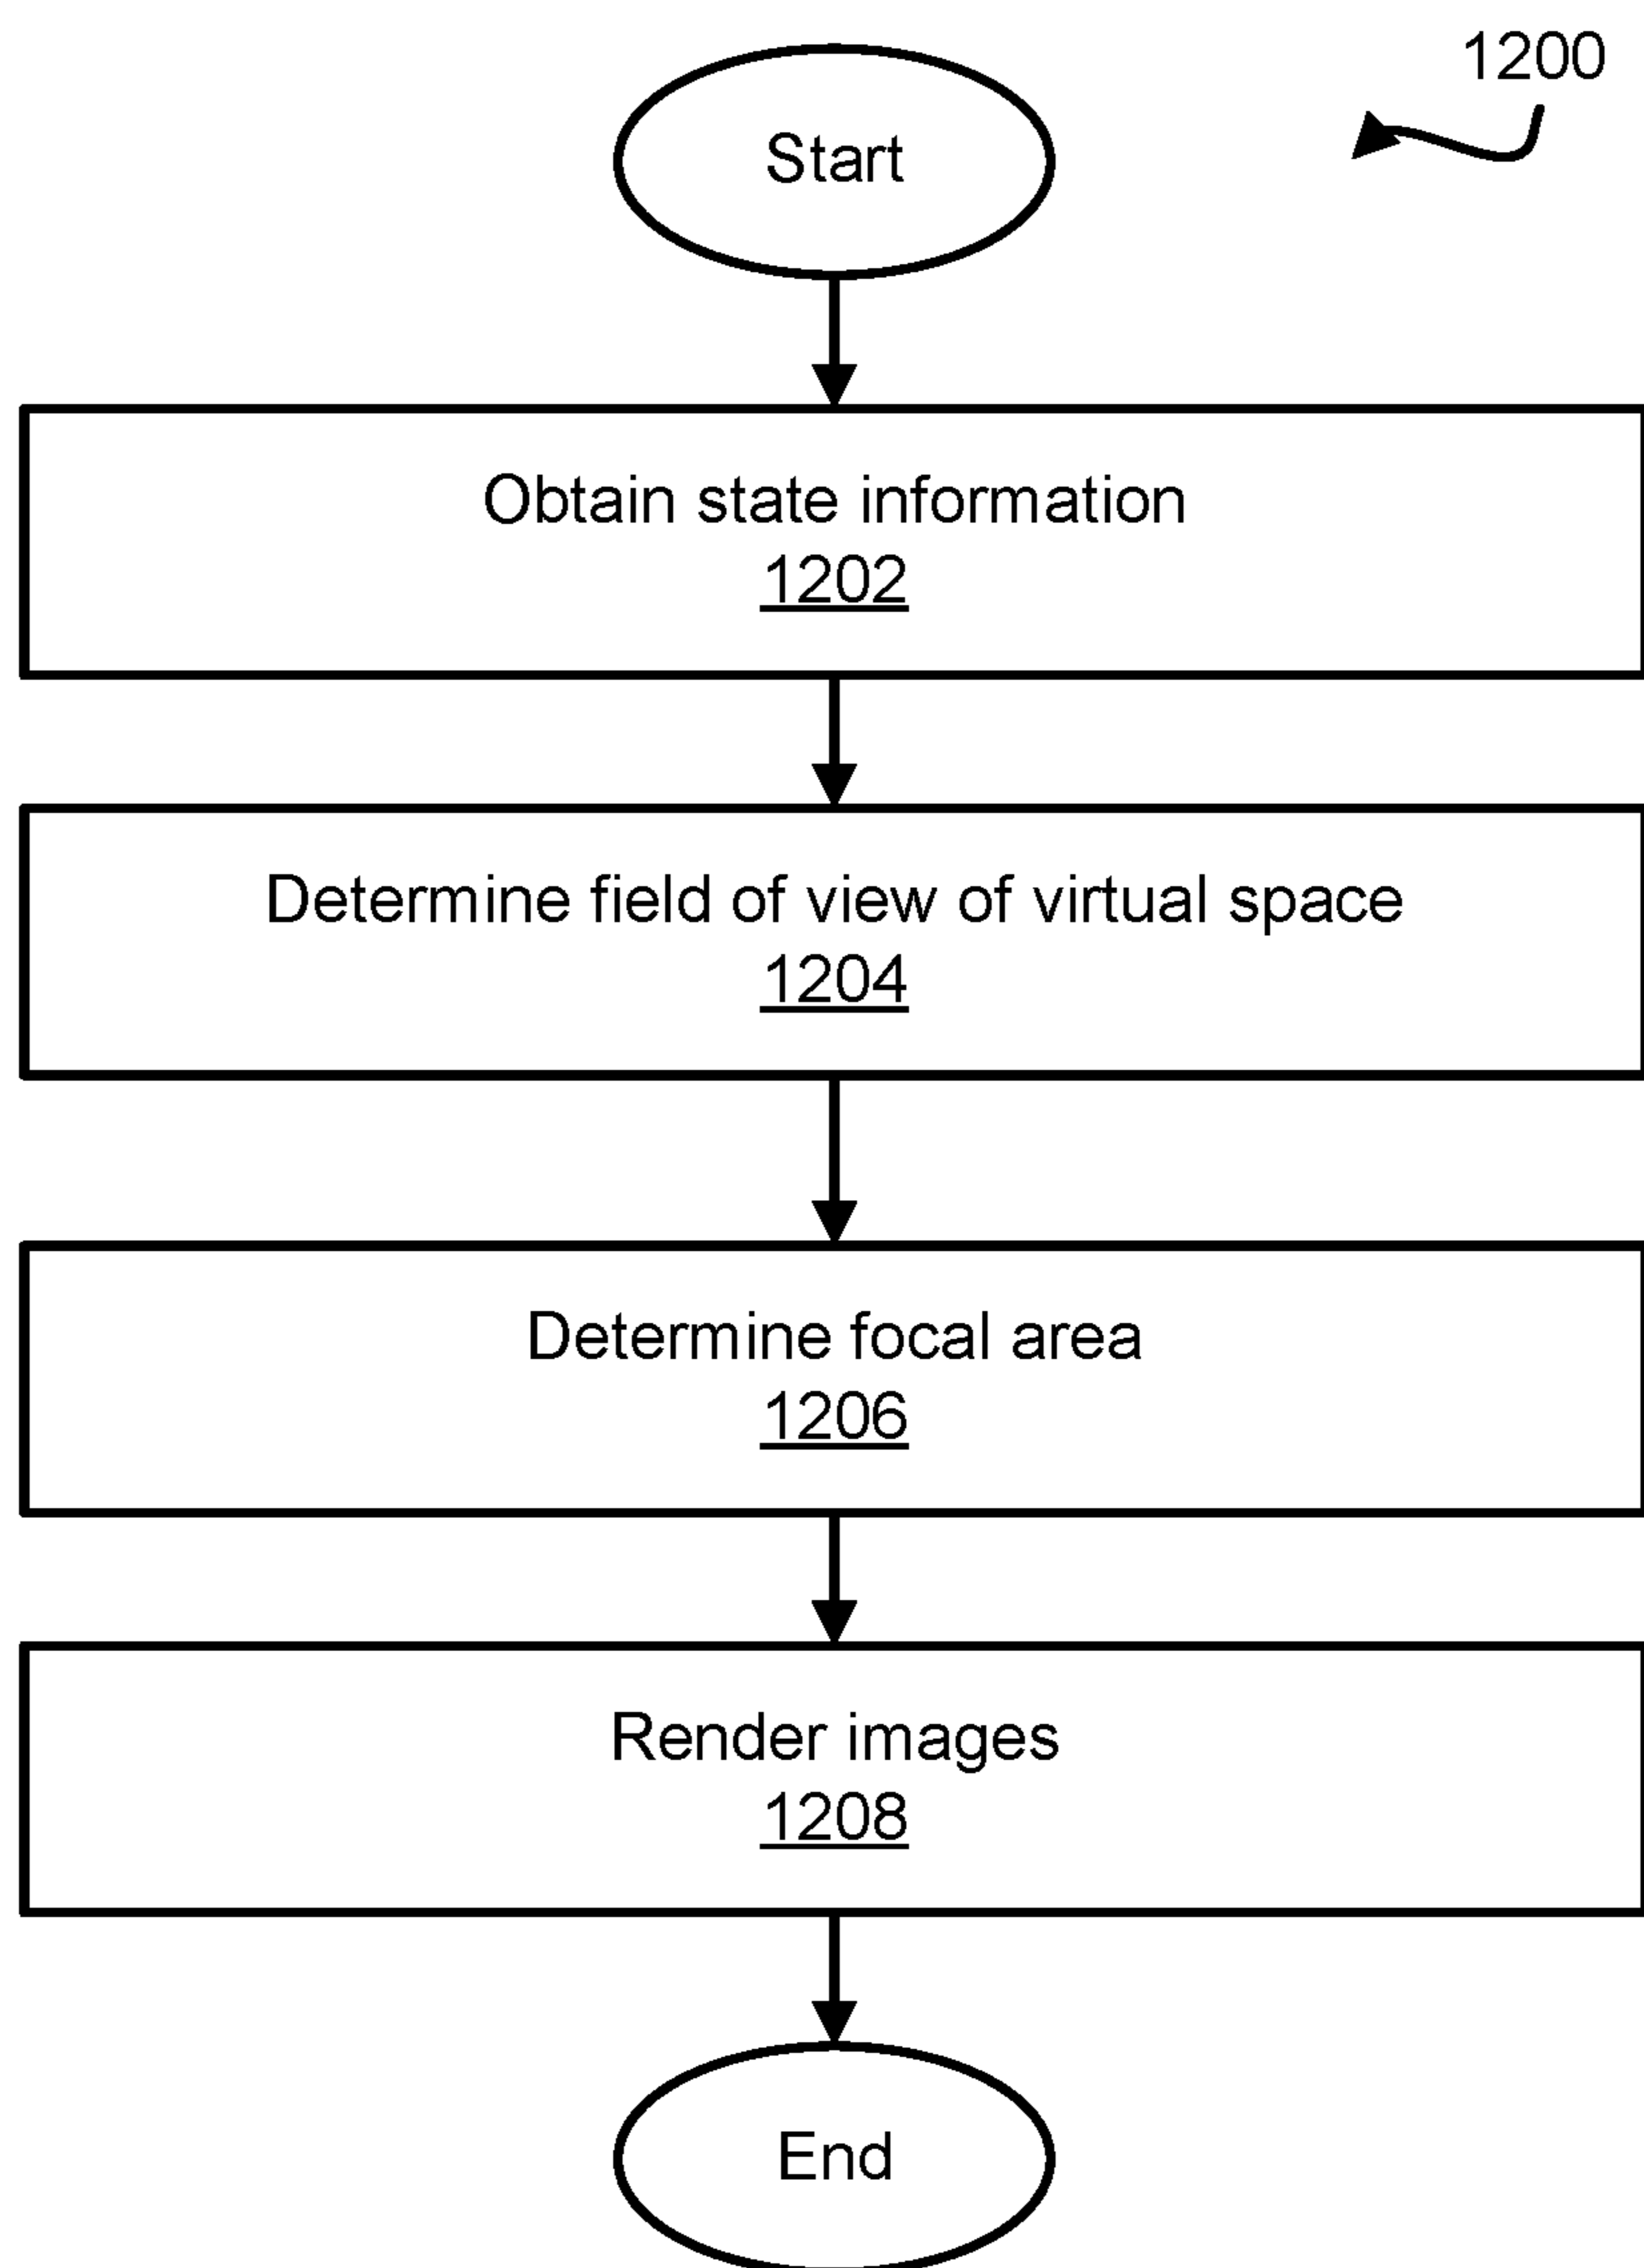 1200
Start
Obtain state information
1202
Determine field of view of virtual space
1204
Determine focal area
1206
Render images
1208
End